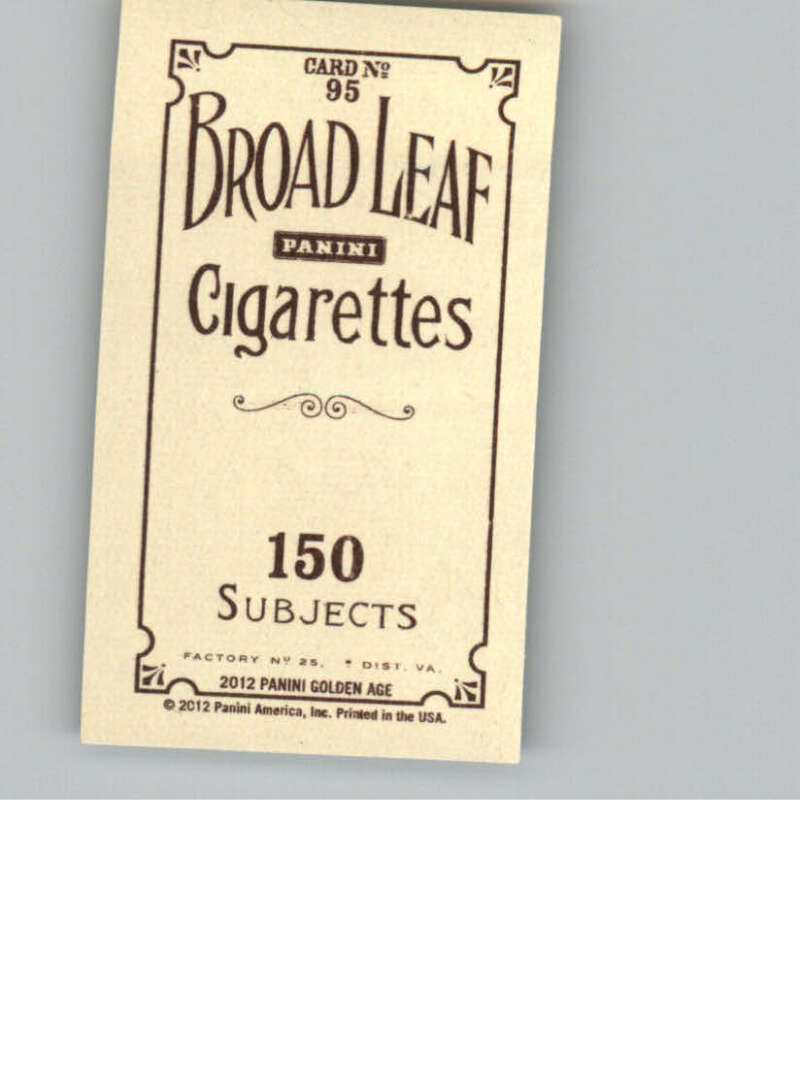 CARD Nº
95
BROAD LEAF
PANINI
Cigarettes
150
SUBJECTS
FACTORY Nº 25, * DIST. VA.
2012 PANINI GOLDEN AGE
© 2012 Panini America, Inc. Printed in the USA.